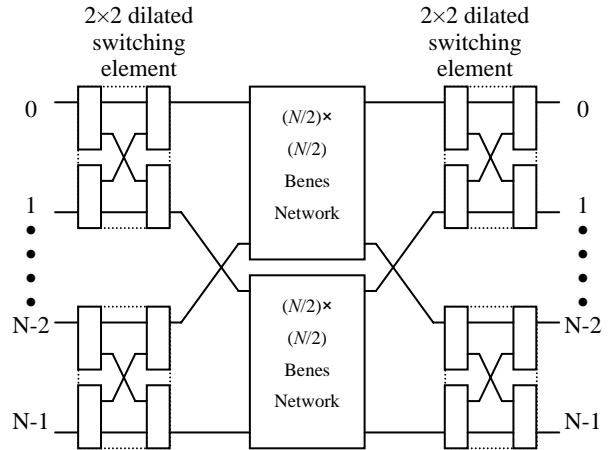 2×2 dilated
switching
element
2×2 dilated
switching
element
0
1
N-2
N-1
(N/2)×
(N/2)
Benes
Network
(N/2)×
(N/2)
Benes
Network
0
1
N-2
N-1